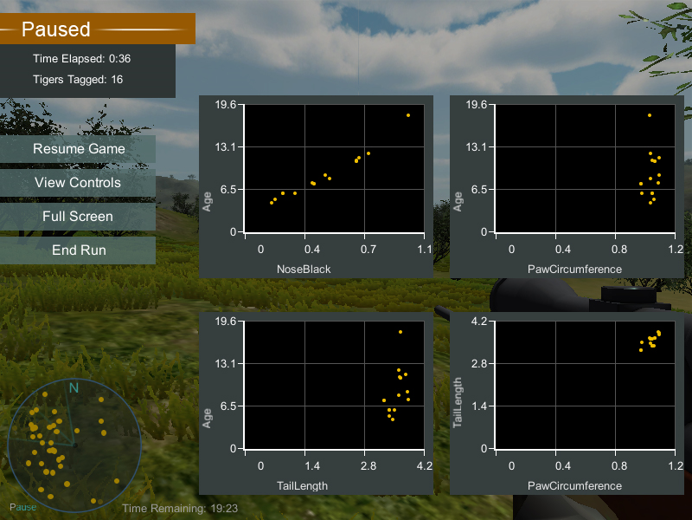 Paused
Time Elapsed: 0:36
Tigers Tagged: 16
Resume Game
View Controls
Full Screen
End Run
19.6
13.1
6.5
0
Age
0 0.4 0.7 1.1
NoseBlack
19.6
13.1
6.5
0
Age
0 0.4 0.8 1.2
PawCircumference
19.6
13.1
6.5
0
Age
0 1.4 2.8 4.2
TailLength
4.2
2.8
1.4
0
TailLength
0 0.4 0.8 1.2
PawCircumference
N
Pause
Time Remaining: 19:23